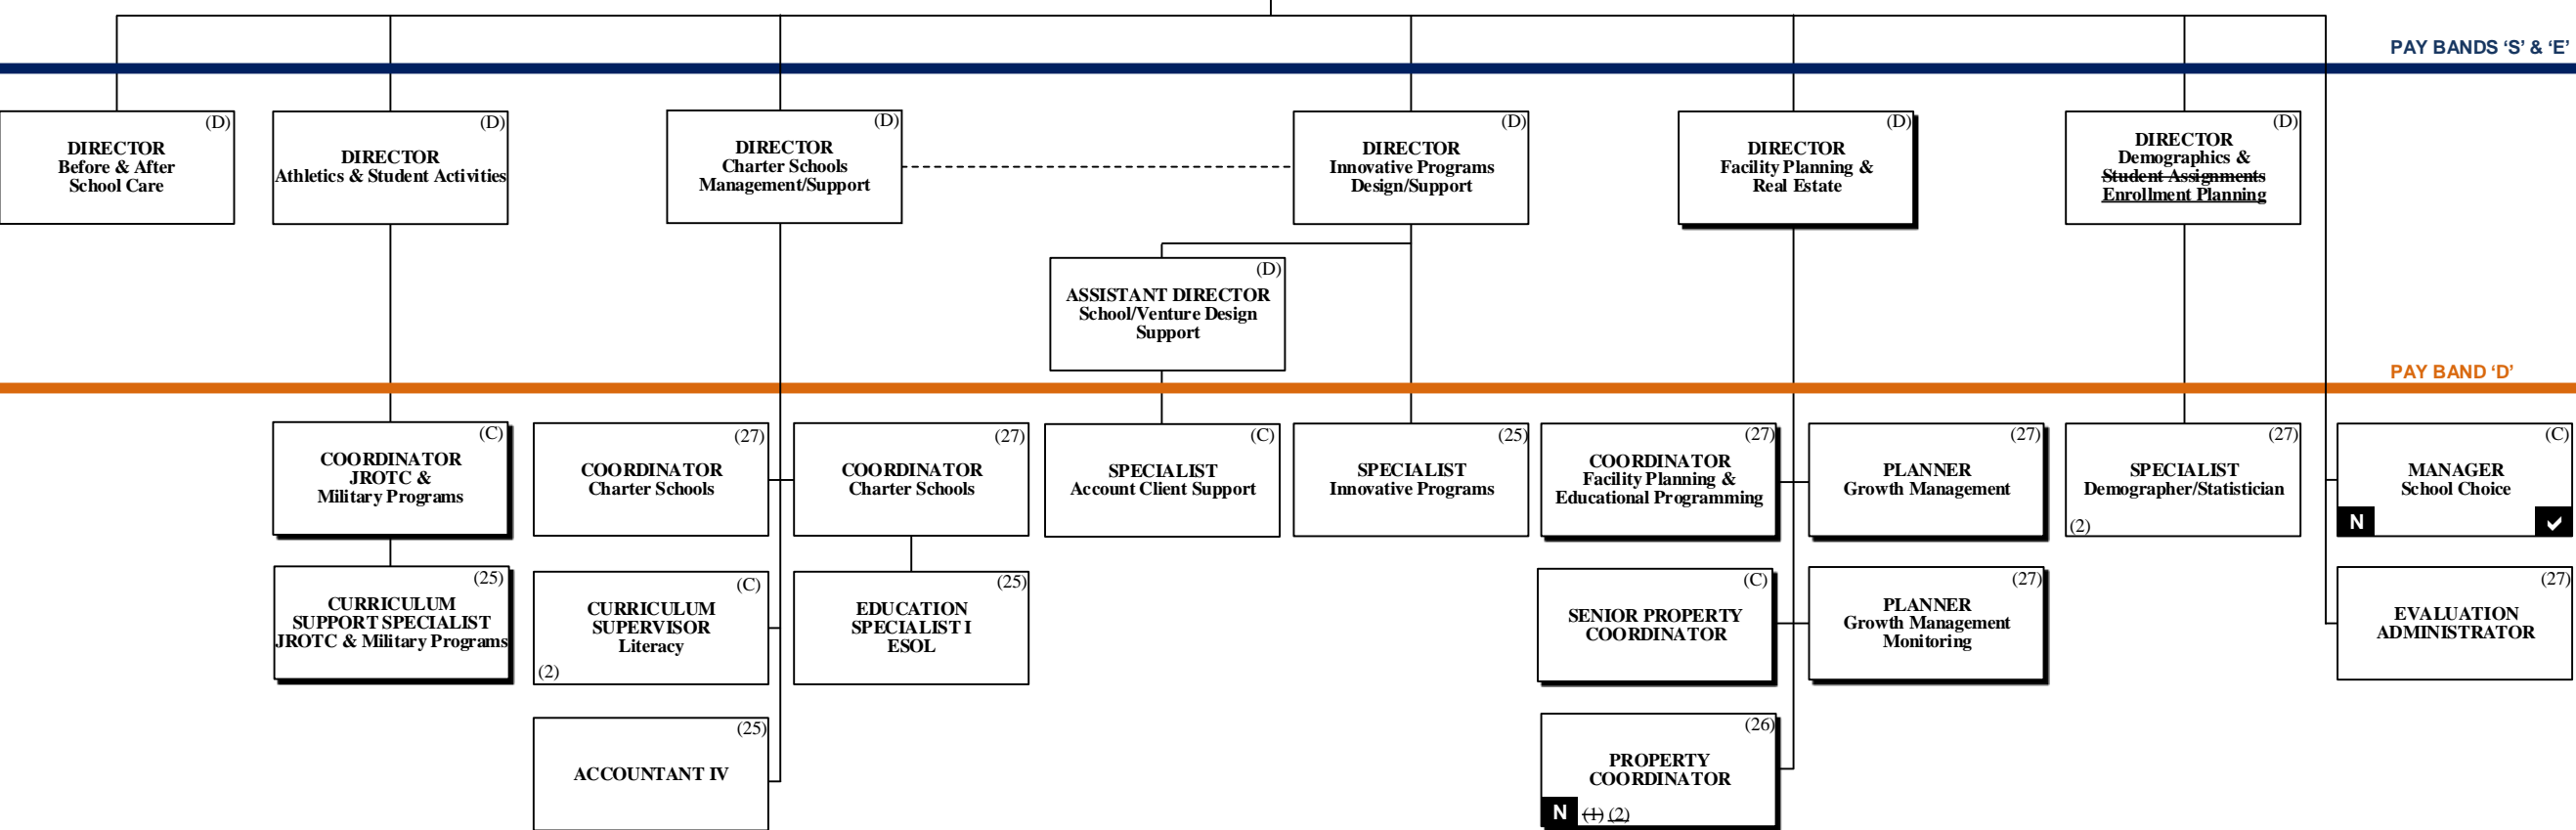 PAY BANDS ‘S’ & ‘E’
(D)
DIRECTOR
Before & After
School Care
(D)
DIRECTOR
Athletics & Student Activities
(D)
DIRECTOR
Charter Schools
Management/Support
(D)
DIRECTOR
Innovative Programs
Design/Support
(D)
DIRECTOR
Facility Planning &
Real Estate
(D)
DIRECTOR
Demographics &
Student Assignments
Enrollment Planning
(D)
ASSISTANT DIRECTOR
School/Venture Design
Support
PAY BAND ‘D’
(C)
COORDINATOR
JROTC &
Military Programs
(27)
COORDINATOR
Charter Schools
(27)
COORDINATOR
Charter Schools
(C)
SPECIALIST
Account Client Support
(25)
SPECIALIST
Innovative Programs
(27)
COORDINATOR
Facility Planning &
Educational Programming
(27)
PLANNER
Growth Management
(27)
SPECIALIST
Demographer/Statistician
(2)
(C)
MANAGER
School Choice
N
(25)
CURRICULUM
SUPPORT SPECIALIST
JROTC & Military Programs
(C)
CURRICULUM
SUPERVISOR
Literacy
(2)
(25)
EDUCATION
SPECIALIST I
ESOL
(C)
SENIOR PROPERTY
COORDINATOR
(27)
PLANNER
Growth Management
Monitoring
(27)
EVALUATION
ADMINISTRATOR
(25)
ACCOUNTANT IV
(26)
PROPERTY
COORDINATOR
N (1) (2)